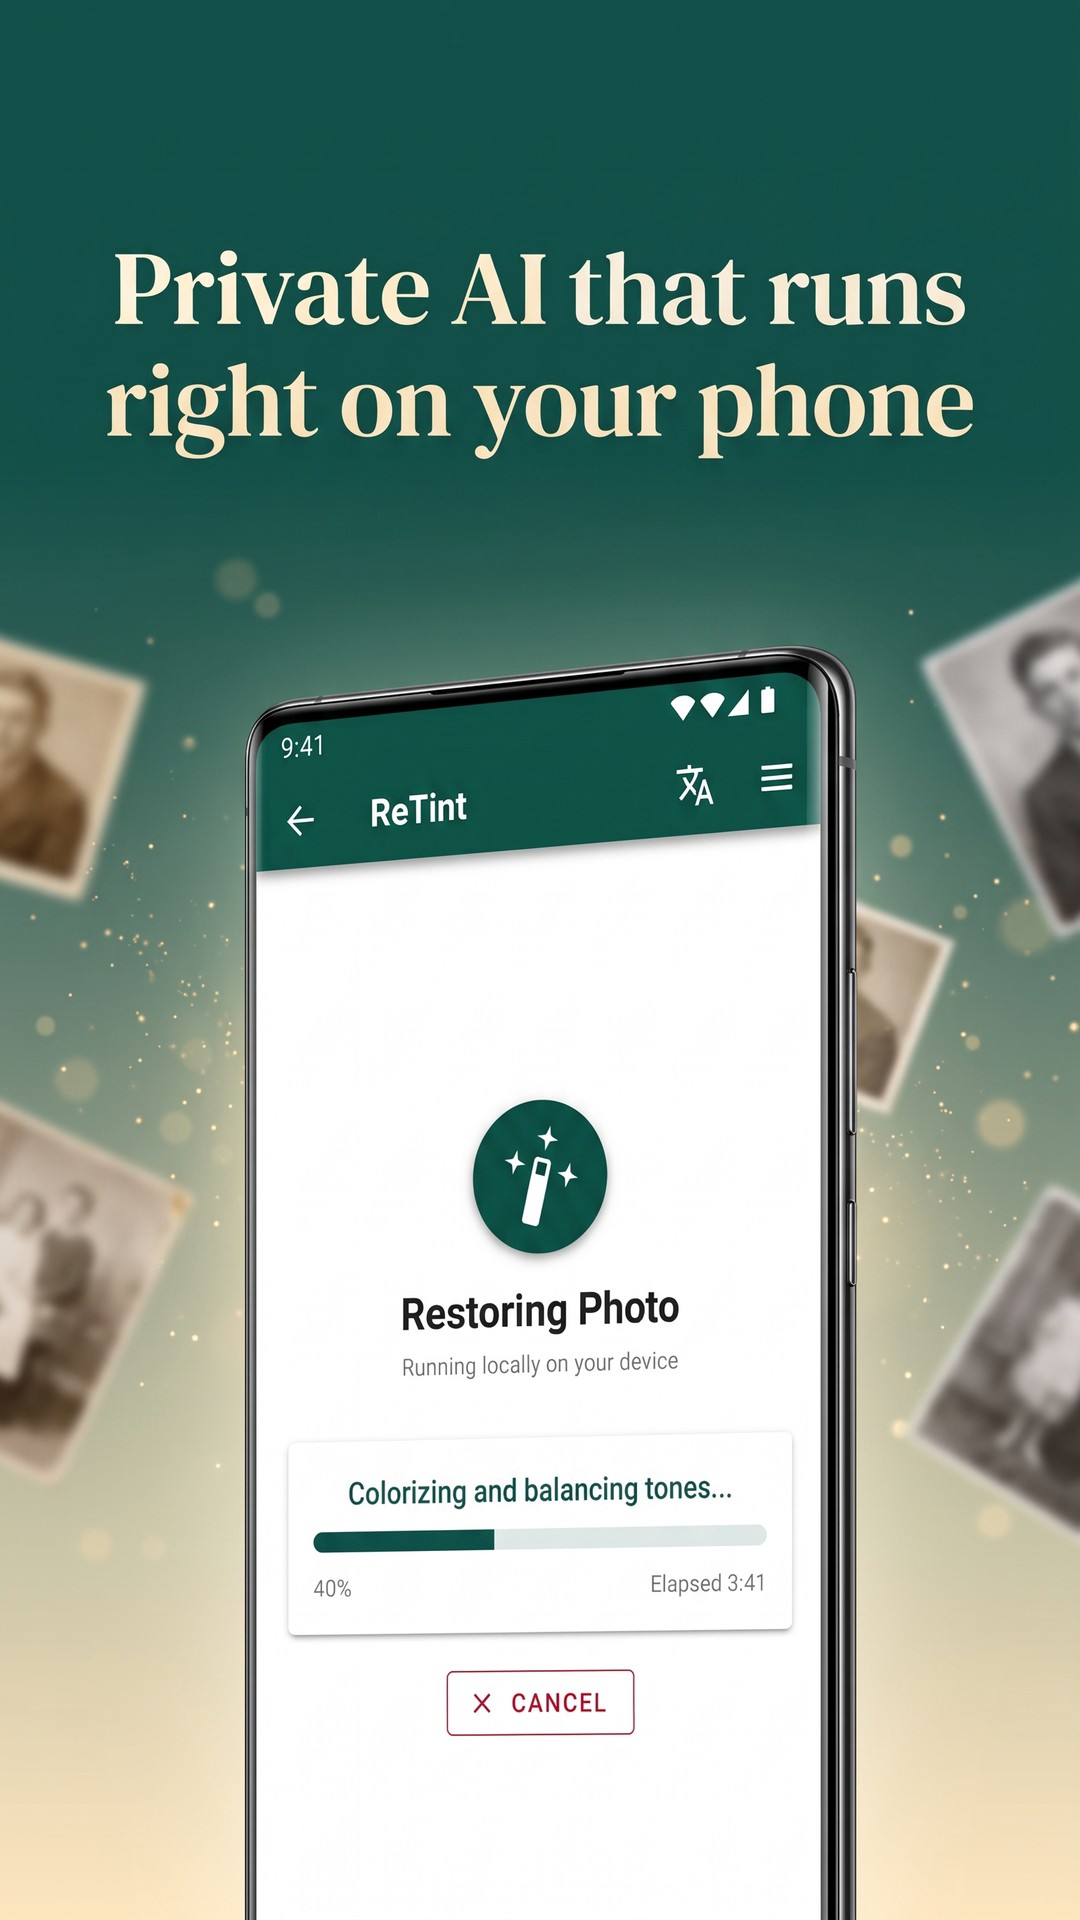 Private AI that runs
right on your phone
9:41
ReTint
Restoring Photo
Running locally on your device
Colorizing and balancing tones...
40%
Elapsed 3:41
CANCEL